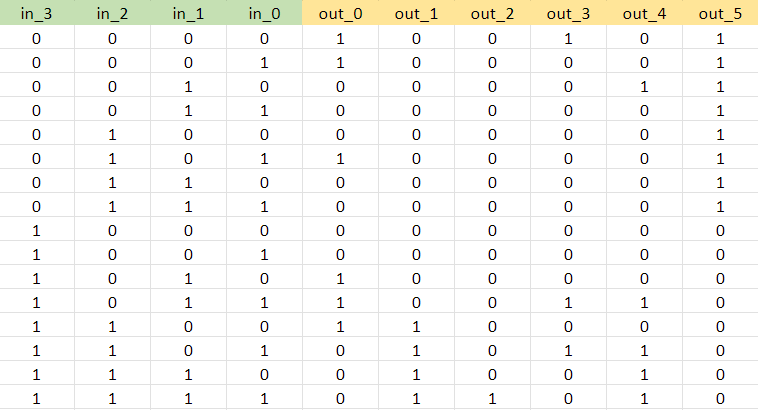 in_3 in_2 in_1 in_0 out_0 out_1 out_2 out_3 out_4 out_5
0 0 0 0 1 0 0 1 0 1
0 0 0 1 1 0 0 0 0 1
0 0 1 0 0 0 0 0 1 1
0 0 1 1 0 0 0 0 0 1
0 1 0 0 0 0 0 0 0 1
0 1 0 1 1 0 0 0 0 1
0 1 1 0 0 0 0 0 0 1
0 1 1 1 0 0 0 0 0 1
1 0 0 0 0 0 0 0 0 0
1 0 0 1 0 0 0 0 0 0
1 0 1 0 1 0 0 0 0 0
1 0 1 1 1 0 0 1 1 0
1 1 0 0 1 1 0 0 0 0
1 1 0 1 0 1 0 1 1 0
1 1 1 0 0 1 0 0 1 0
1 1 1 1 0 1 1 0 1 0